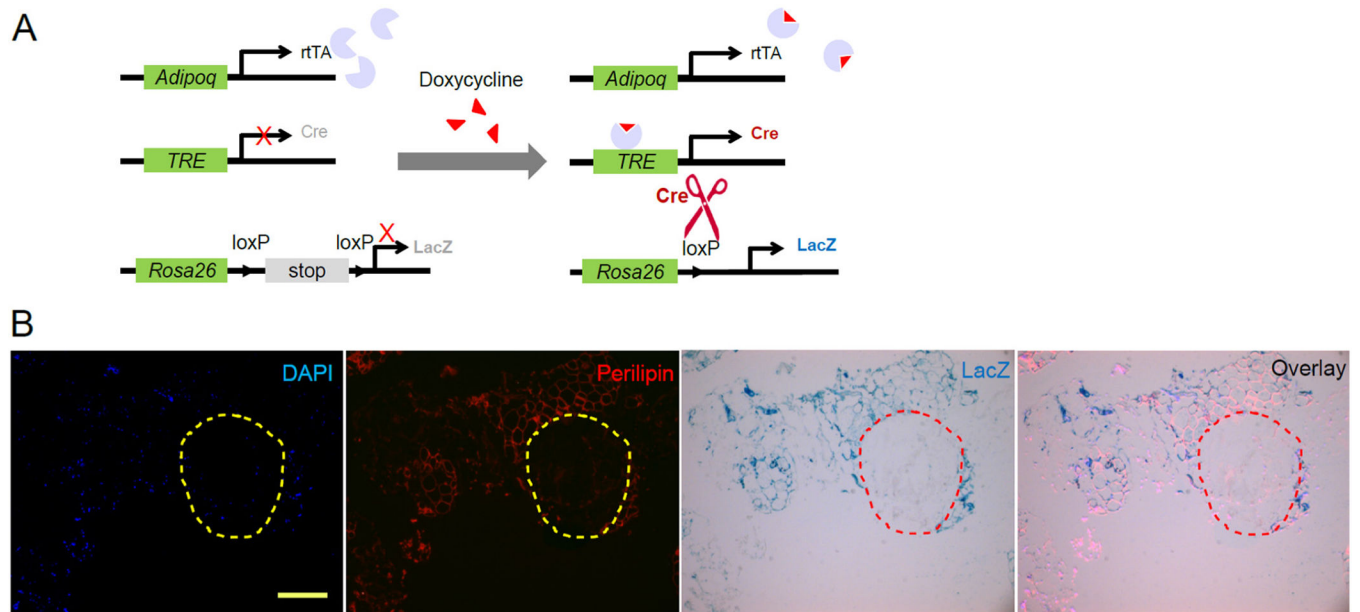 A
rtTA
Adipoq
Cre
TRE
loxP loxP
LacZ
Rosa26 stop
Doxycycline
rtTA
Adipoq
Cre
TRE
Cre
loxP
LacZ
Rosa26
B
DAPI
Perilipin
LacZ
Overlay
X
X